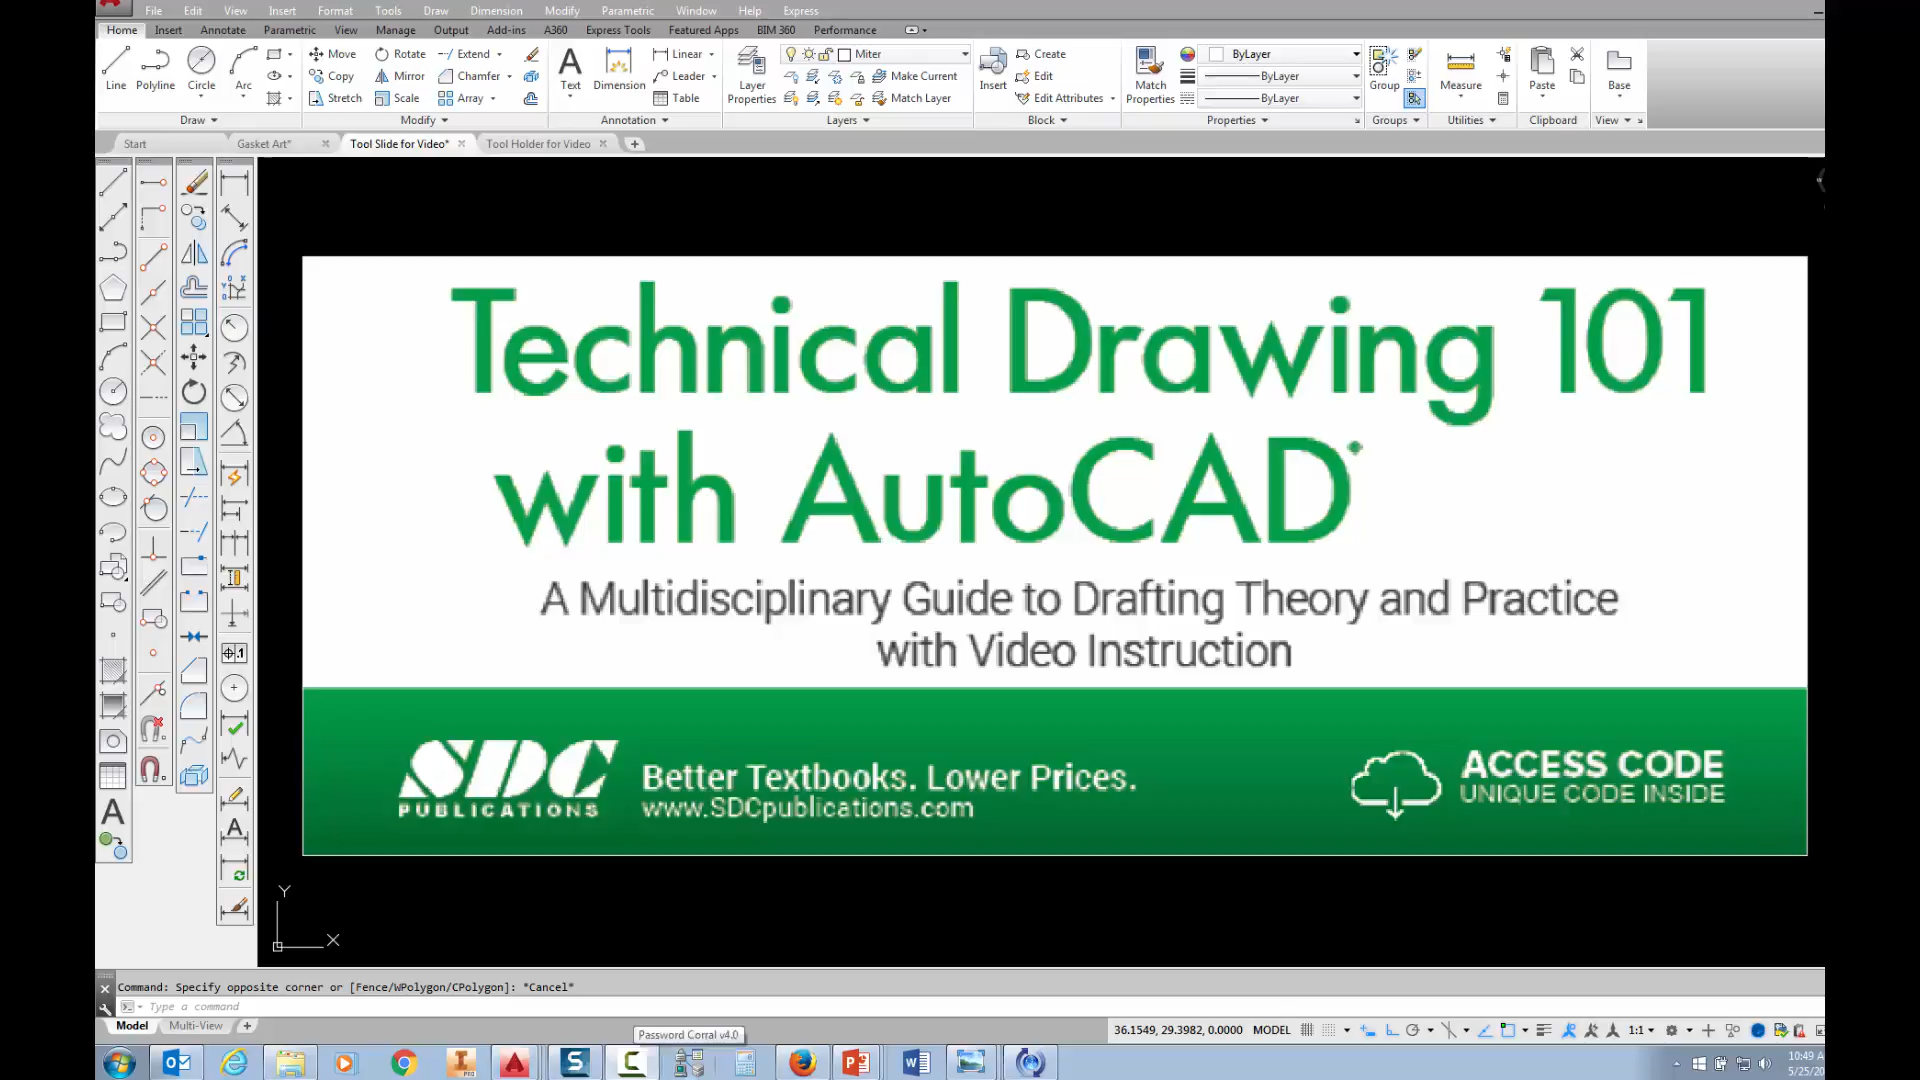 File Edit View Insert Format Tools Draw Dimension Modify Parametric Window Help Express
Home Insert Annotate Parametric View Manage Output Add-ins A360 Express Tools Featured Apps BIM 360 Performance
Line Polyline Circle Arc
Move Rotate Extend
Copy Mirror Chamfer
Stretch Scale Array
Text Dimension
Linear
Leader
Table
Layer Properties
Miter
Make Current
Match Layer
Insert
Create
Edit
Edit Attributes
Match Properties
ByLayer
ByLayer
ByLayer
Group
Measure
Paste
Base
Draw Modify Annotation Layers Block Properties Groups Utilities Clipboard View
Start Gasket Art* Tool Slide for Video* Tool Holder for Video
Technical Drawing 101
with AutoCAD
A Multidisciplinary Guide to Drafting Theory and Practice
with Video Instruction
SDC
PUBLICATIONS
Better Textbooks. Lower Prices.
www.SDCpublications.com
ACCESS CODE
UNIQUE CODE INSIDE
Y
X
Command: Specify opposite corner or [Fence/WPolygon/CPolygon]: *Cancel*
Type a command
Model Multi-View
Password Corral v4.0
36.1549, 29.3982, 0.0000 MODEL 1:1
10:49 A
5/25/20